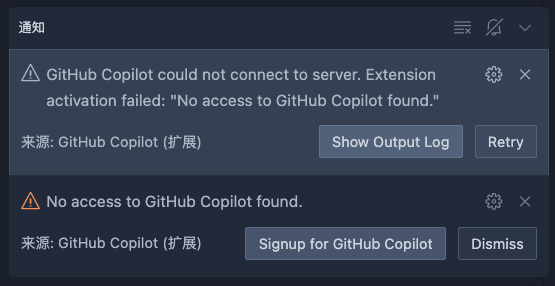 通知
GitHub Copilot could not connect to server. Extension
activation failed: "No access to GitHub Copilot found."
来源: GitHub Copilot (扩展)
Show Output Log
Retry
No access to GitHub Copilot found.
来源: GitHub Copilot (扩展)
Signup for GitHub Copilot
Dismiss